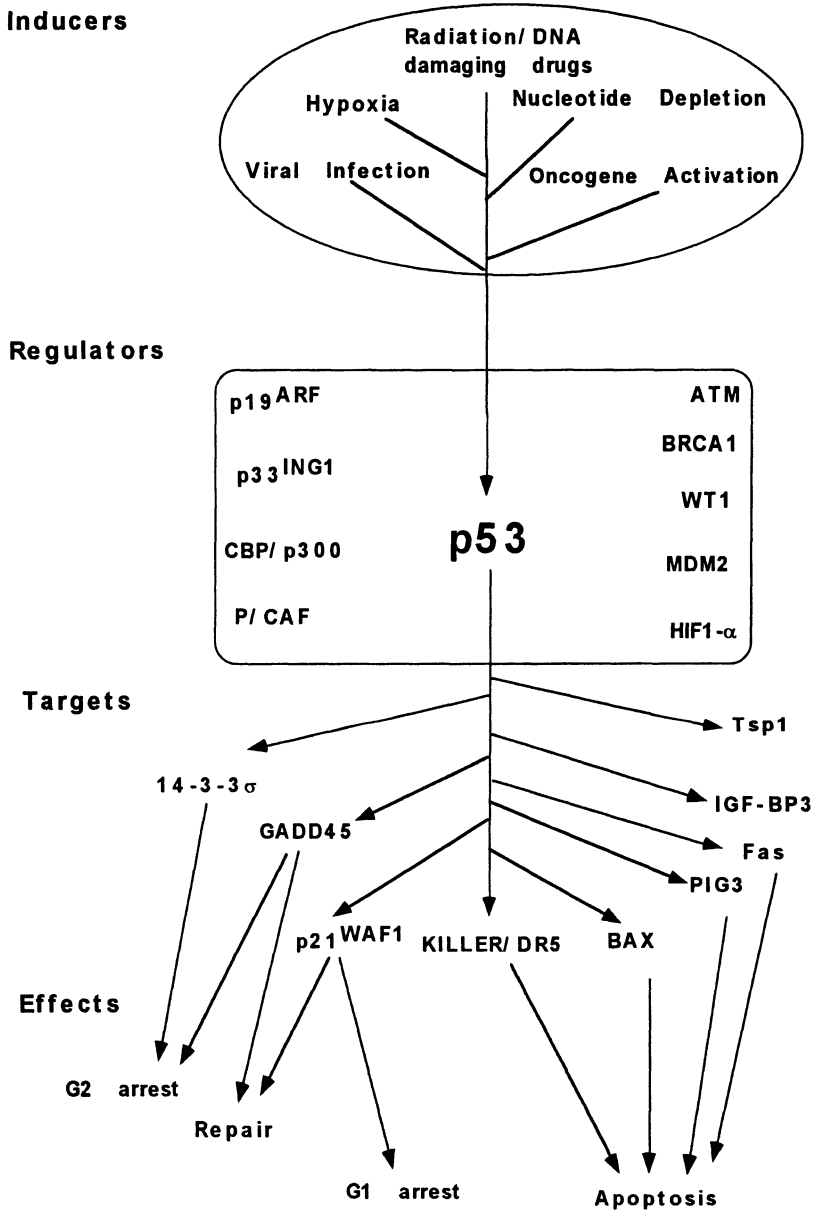 Inducers
Radiation/ DNA
damaging drugs
Hypoxia
Nucleotide Depletion
Viral Infection
Oncogene Activation
Regulators
p19ARF
ATM
BRCA1
p33ING1
WT1
p53
CBP/ p300
MDM2
P/ CAF
HIF1-α
Targets
Tsp1
14-3-3σ
IGF-BP3
GADD45
Fas
PIG3
p21WAF1
KILLER/ DR5
BAX
Effects
G2 arrest
Repair
G1 arrest
Apoptosis